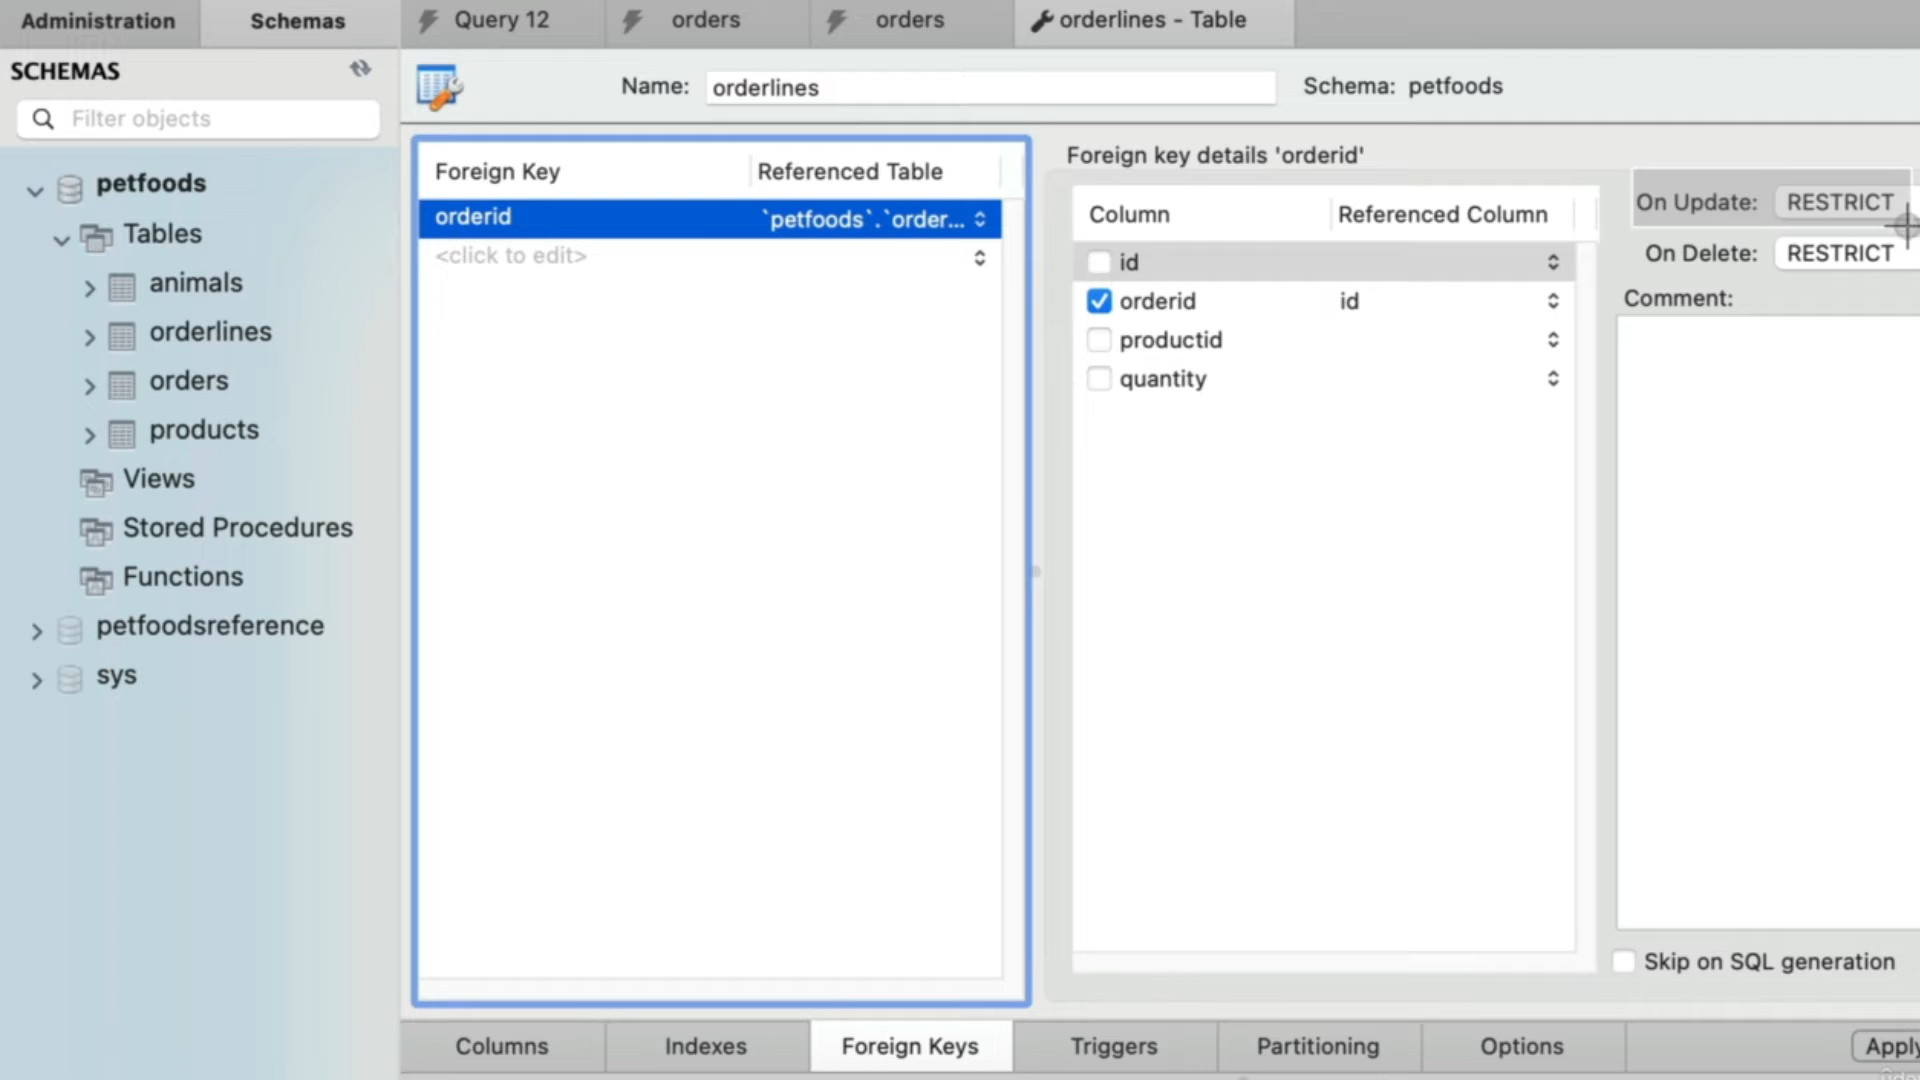 Administration
Schemas
Query 12
orders
orders
orderlines - Table
SCHEMAS
Filter objects
petfoods
Tables
animals
orderlines
orders
products
Views
Stored Procedures
Functions
petfoodsreference
sys
Name: orderlines
Schema: petfoods
Foreign Key
Referenced Table
orderid
`petfoods`.`order...
<click to edit>
Foreign key details 'orderid'
Column
Referenced Column
id
orderid
id
productid
quantity
On Update: RESTRICT
On Delete: RESTRICT
Comment:
Skip on SQL generation
Columns
Indexes
Foreign Keys
Triggers
Partitioning
Options
Apply